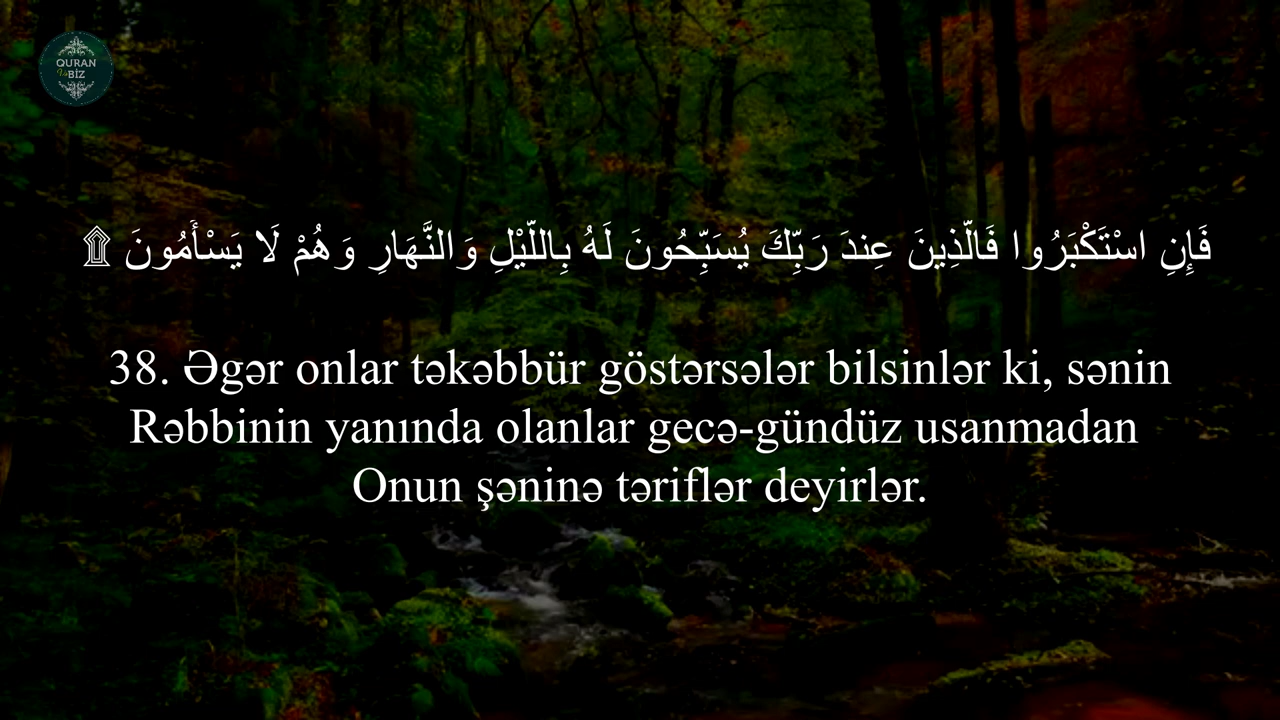 QURAN
Və BİZ
فَإِنِ اسْتَكْبَرُوا فَالَّذِينَ عِندَ رَبِّكَ يُسَبِّحُونَ لَهُ بِاللَّيْلِ وَالنَّهَارِ وَهُمْ لَا يَسْأَمُونَ ۩
38. Əgər onlar təkəbbür göstərsələr bilsinlər ki, sənin
Rəbbinin yanında olanlar gecə-gündüz usanmadan
Onun şəninə təriflər deyirlər.